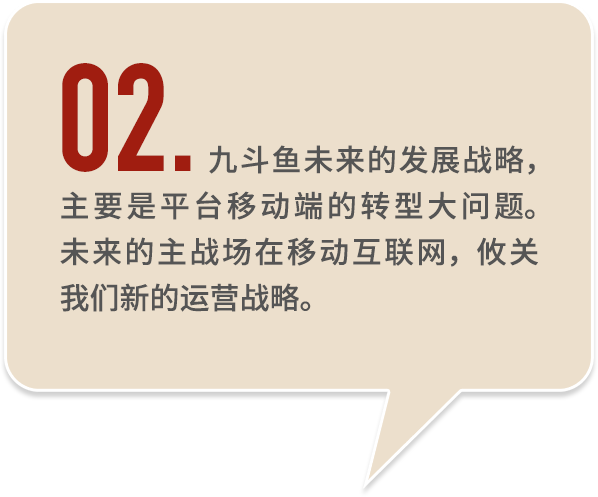 02. 九斗鱼未来的发展战略，
主要是平台移动端的转型大问题。
未来的主战场在移动互联网，攸关
我们新的运营战略。